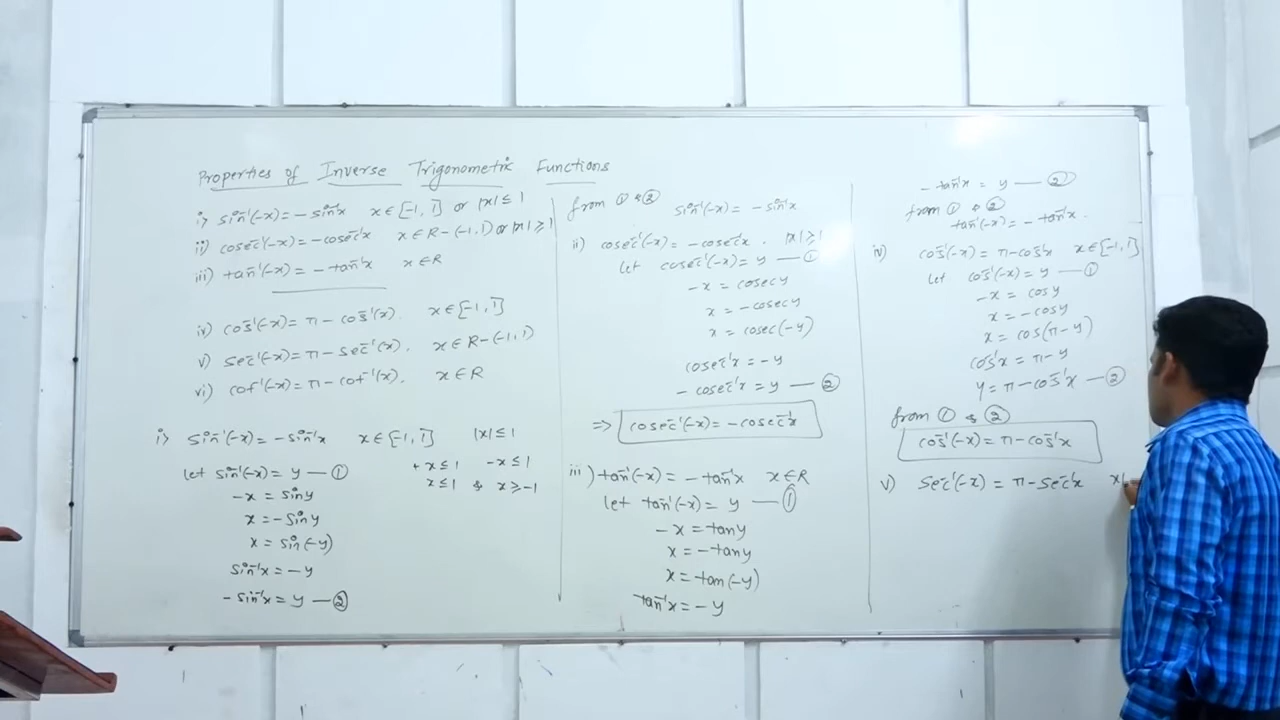 Properties of Inverse Trigonometric Functions
i) sin⁻¹(-x) = -sin⁻¹x x ∈ [-1, 1] or |x| ≤ 1
ii) cosec⁻¹(-x) = -cosec⁻¹x x ∈ R-(-1,1) or |x| ≥ 1
iii) tan⁻¹(-x) = -tan⁻¹x x ∈ R
iv) cos⁻¹(-x) = π - cos⁻¹(x). x ∈ [-1, 1]
v) sec⁻¹(-x) = π - sec⁻¹(x). x ∈ R-(-1,1)
vi) cot⁻¹(-x) = π - cot⁻¹(x). x ∈ R
i) sin⁻¹(-x) = -sin⁻¹x x ∈ [-1, 1] |x| ≤ 1
+x ≤ 1 -x ≤ 1
x ≤ 1 & x ≥ -1
let sin⁻¹(-x) = y — ①
-x = sin y
x = -sin y
x = sin(-y)
sin⁻¹x = -y
-sin⁻¹x = y — ②
from ① & ②
sin⁻¹(-x) = -sin⁻¹x
ii) cosec⁻¹(-x) = -cosec⁻¹x. |x| ≥ 1
let cosec⁻¹(-x) = y — ①
-x = cosec y
x = -cosec y
x = cosec(-y)
cosec⁻¹x = -y
-cosec⁻¹x = y — ②
=> cosec⁻¹(-x) = -cosec⁻¹x
iii) tan⁻¹(-x) = -tan⁻¹x x ∈ R
let tan⁻¹(-x) = y — ①
-x = tan y
x = -tan y
x = tan(-y)
tan⁻¹x = -y
-tan⁻¹x = y — ②
from ① & ②
tan⁻¹(-x) = -tan⁻¹x.
iv) cos⁻¹(-x) = π - cos⁻¹x x ∈ [-1, 1]
let cos⁻¹(-x) = y — ①
-x = cos y
x = -cos y
x = cos(π - y)
cos⁻¹x = π - y
y = π - cos⁻¹x — ②
from ① & ②
cos⁻¹(-x) = π - cos⁻¹x
v) sec⁻¹(-x) = π - sec⁻¹x x